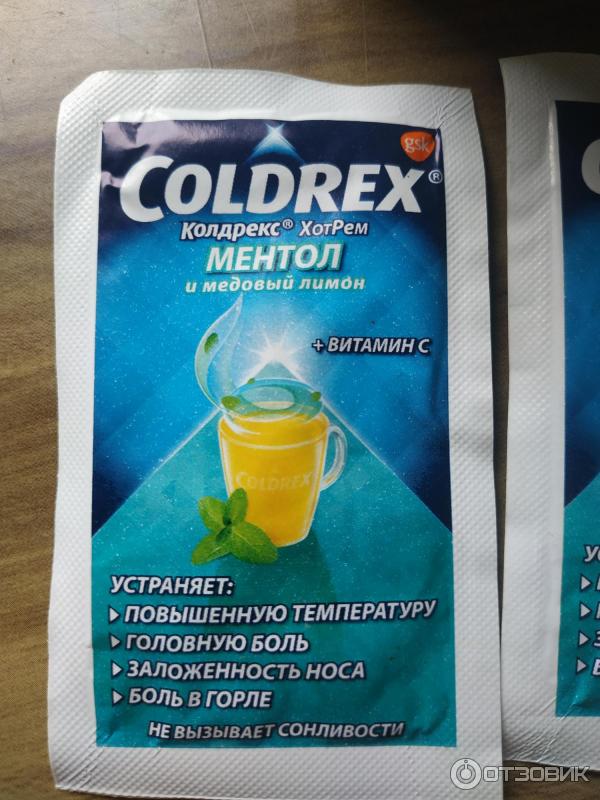 gsk
COLDREX®
Колдрекс® ХотРем
МЕНТОЛ
и медовый лимон
+ ВИТАМИН С
COLDREX
УСТРАНЯЕТ:
ПОВЫШЕННУЮ ТЕМПЕРАТУРУ
ГОЛОВНУЮ БОЛЬ
ЗАЛОЖЕННОСТЬ НОСА
БОЛЬ В ГОРЛЕ
НЕ ВЫЗЫВАЕТ СОНЛИВОСТИ
ОТЗОВИК